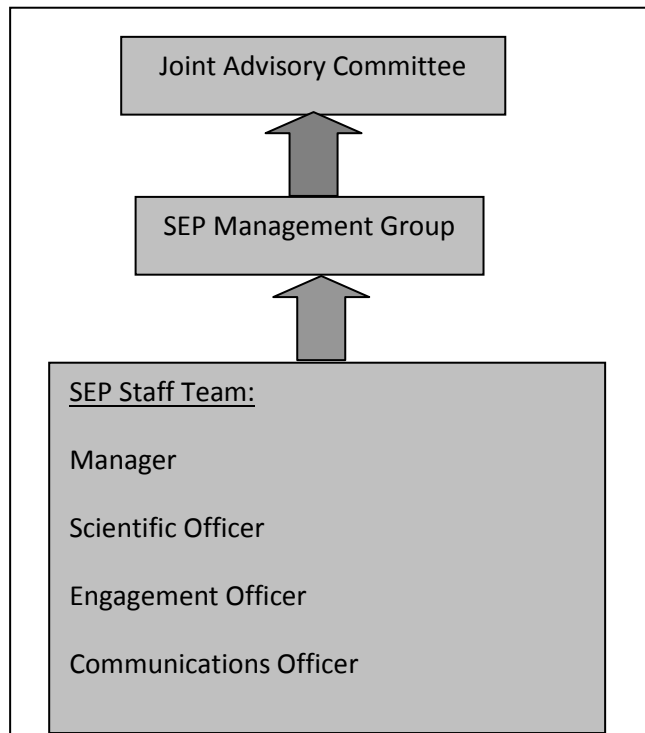 Joint Advisory Committee
SEP Management Group
SEP Staff Team:
Manager
Scientific Officer
Engagement Officer
Communications Officer